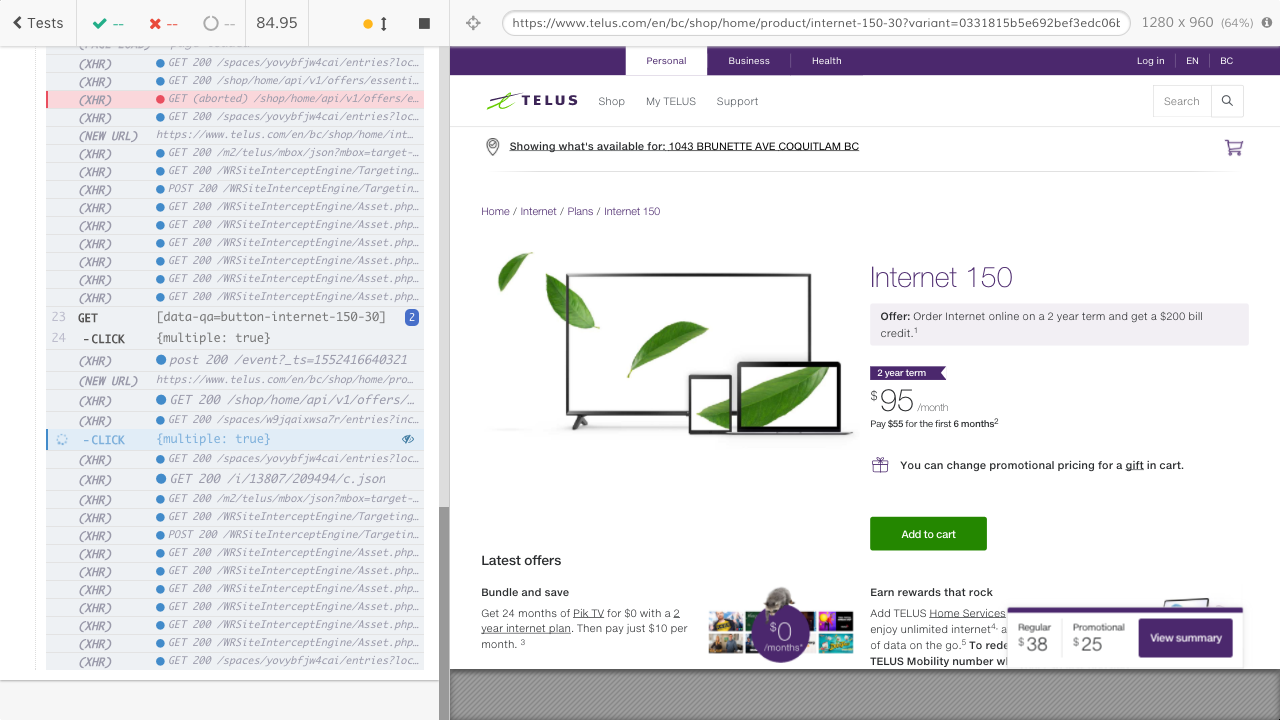 Tests
--
--
--
84.95
https://www.telus.com/en/bc/shop/home/product/internet-150-30?variant=0331815b5e692bef3edc06b
1280 x 960 (64%)
(XHR) GET 200 /spaces/yovybfjw4cai/entries?loc...
(XHR) GET 200 /shop/home/api/v1/offers/essenti...
(XHR) GET (aborted) /shop/home/api/v1/offers/e...
(XHR) GET 200 /spaces/yovybfjw4cai/entries?loc...
(NEW URL) https://www.telus.com/en/bc/shop/home/int...
(XHR) GET 200 /m2/telus/mbox/json?mbox=target-...
(XHR) GET 200 /WRSiteInterceptEngine/Targeting...
(XHR) POST 200 /WRSiteInterceptEngine/Targetin...
(XHR) GET 200 /WRSiteInterceptEngine/Asset.php...
(XHR) GET 200 /WRSiteInterceptEngine/Asset.php...
(XHR) GET 200 /WRSiteInterceptEngine/Asset.php...
(XHR) GET 200 /WRSiteInterceptEngine/Asset.php...
(XHR) GET 200 /WRSiteInterceptEngine/Asset.php...
(XHR) GET 200 /WRSiteInterceptEngine/Asset.php...
23 GET [data-qa=button-internet-150-30] 2
24 -CLICK {multiple: true}
(XHR) post 200 /event?_ts=1552416640321
(NEW URL) https://www.telus.com/en/bc/shop/home/pro...
(XHR) GET 200 /shop/home/api/v1/offers/...
-CLICK {multiple: true}
(XHR) GET 200 /spaces/yovybfjw4cai/entries?loc...
(XHR) GET 200 /i/1380710084494/c.json
(XHR) GET 200 /m2/telus/mbox/json?mbox=target-...
(XHR) GET 200 /WRSiteInterceptEngine/Targeting...
(XHR) POST 200 /WRSiteInterceptEngine/Targetin...
(XHR) GET 200 /WRSiteInterceptEngine/Asset.php...
(XHR) GET 200 /WRSiteInterceptEngine/Asset.php...
(XHR) GET 200 /WRSiteInterceptEngine/Asset.php...
(XHR) GET 200 /WRSiteInterceptEngine/Asset.php...
(XHR) GET 200 /WRSiteInterceptEngine/Asset.php...
(XHR) GET 200 /WRSiteInterceptEngine/Asset.php...
(XHR) GET 200 /spaces/yovybfjw4cai/entries?loc...
Personal Business Health Log in EN BC
TELUS Shop My TELUS Support Search
Showing what's available for: 1043 BRUNETTE AVE COQUITLAM BC
Home / Internet / Plans / Internet 150
Internet 150
Offer: Order Internet online on a 2 year term and get a $200 bill
credit.1
2 year term
$95 /month
Pay $55 for the first 6 months2
You can change promotional pricing for a gift in cart.
Add to cart
Latest offers
Bundle and save
Get 24 months of Pik TV for $0 with a 2
year internet plan. Then pay just $10 per
month. 3
$0
/months*
Earn rewards that rock
Add TELUS Home Services
enjoy unlimited internet4, a
of data on the go.5 To rede
TELUS Mobility number wi
Regular
$38
Promotional
$25
View summary